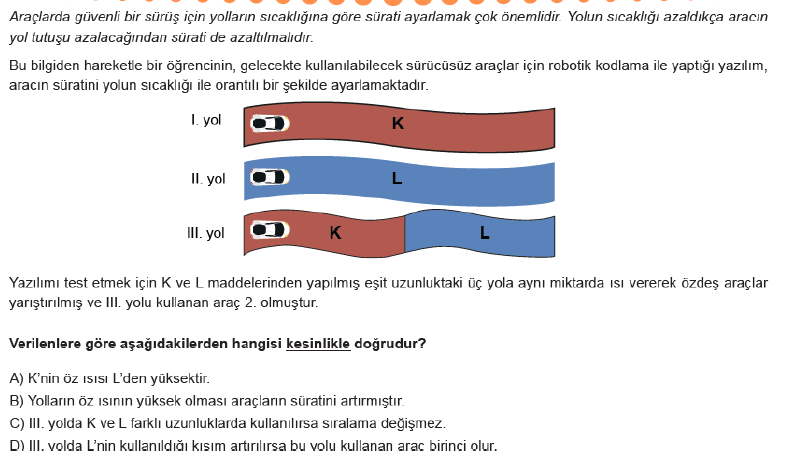 Araçlarda güvenli bir sürüş için yolların sıcaklığına göre sürati ayarlamak çok önemlidir. Yolun sıcaklığı azaldıkça aracın
yol tutuşu azalacağından sürati de azaltılmalıdır.
Bu bilgiden hareketle bir öğrencinin, gelecekte kullanılabilecek sürücüsüz araçlar için robotik kodlama ile yaptığı yazılım,
aracın süratini yolun sıcaklığı ile orantılı bir şekilde ayarlamaktadır.
I. yol K
II. yol L
III. yol K L
Yazılımı test etmek için K ve L maddelerinden yapılmış eşit uzunluktaki üç yola aynı miktarda ısı vererek özdeş araçlar
yarıştırılmış ve III. yolu kullanan araç 2. olmuştur.
Verilenlere göre aşağıdakilerden hangisi kesinlikle doğrudur?
A) K'nin öz ısısı L'den yüksektir.
B) Yolların öz ısının yüksek olması araçların süratini artırmıştır.
C) III. yolda K ve L farklı uzunluklarda kullanılırsa sıralama değişmez.
D) III. yolda L'nin kullanıldığı kısım artırılırsa bu yolu kullanan araç birinci olur.